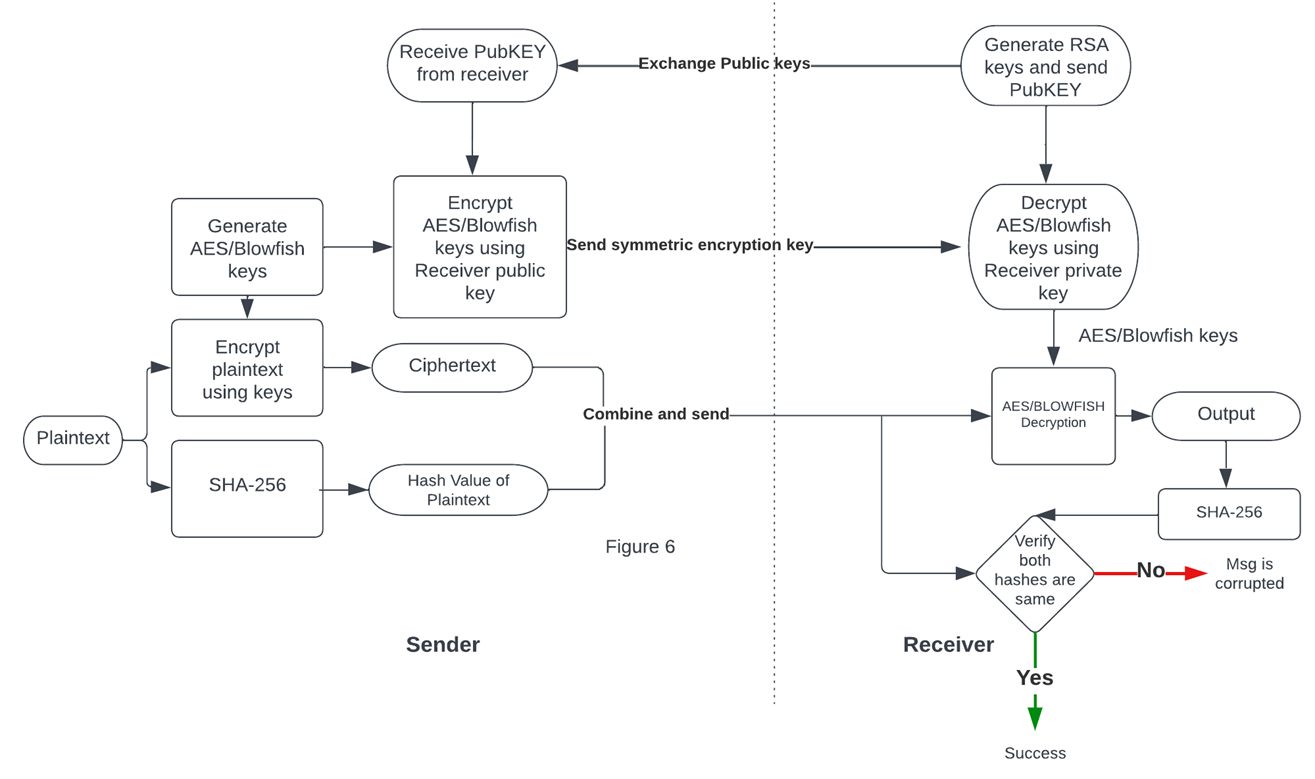 Receive PubKEY
from receiver
Exchange Public keys
Generate RSA
keys and send
PubKEY
Generate
AES/Blowfish
keys
Encrypt
AES/Blowfish
keys using
Receiver public
key
Send symmetric encryption key
Decrypt
AES/Blowfish
keys using
Receiver private
key
AES/Blowfish keys
Encrypt
plaintext
using keys
Ciphertext
Plaintext
SHA-256
Hash Value of
Plaintext
Combine and send
AES/BLOWFISH
Decryption
Output
SHA-256
Figure 6
Verify
both
hashes are
same
No
Msg is
corrupted
Sender
Receiver
Yes
Success